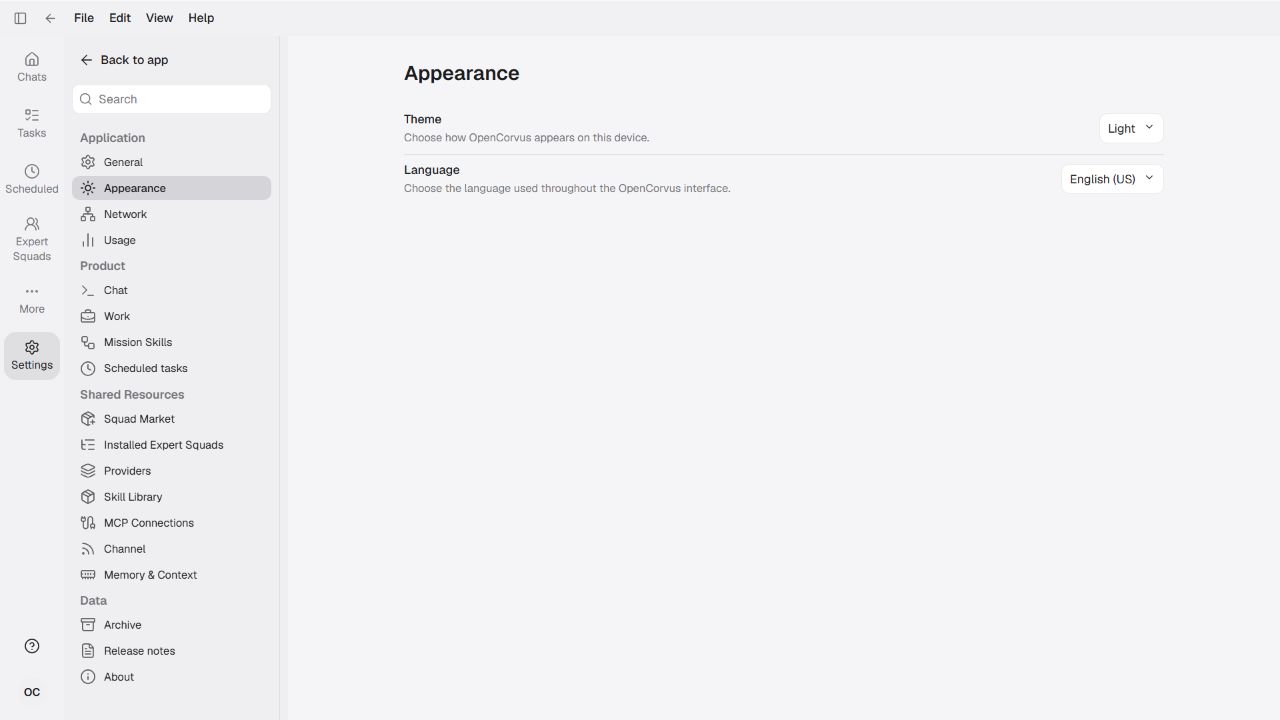 File Edit View Help
Chats
Tasks
Scheduled
Expert
Squads
More
Settings
OC
Back to app
Search
Application
General
Appearance
Network
Usage
Product
Chat
Work
Mission Skills
Scheduled tasks
Shared Resources
Squad Market
Installed Expert Squads
Providers
Skill Library
MCP Connections
Channel
Memory & Context
Data
Archive
Release notes
About
Appearance
Theme
Choose how OpenCorvus appears on this device.
Light
Language
Choose the language used throughout the OpenCorvus interface.
English (US)